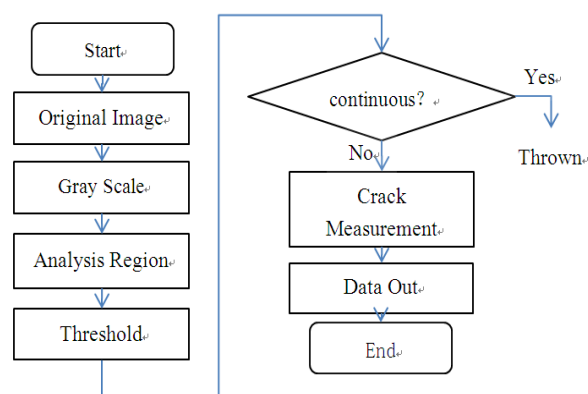 Start
Original Image
Gray Scale
Analysis Region
Threshold
continuous?
Yes
Thrown
No
Crack
Measurement
Data Out
End